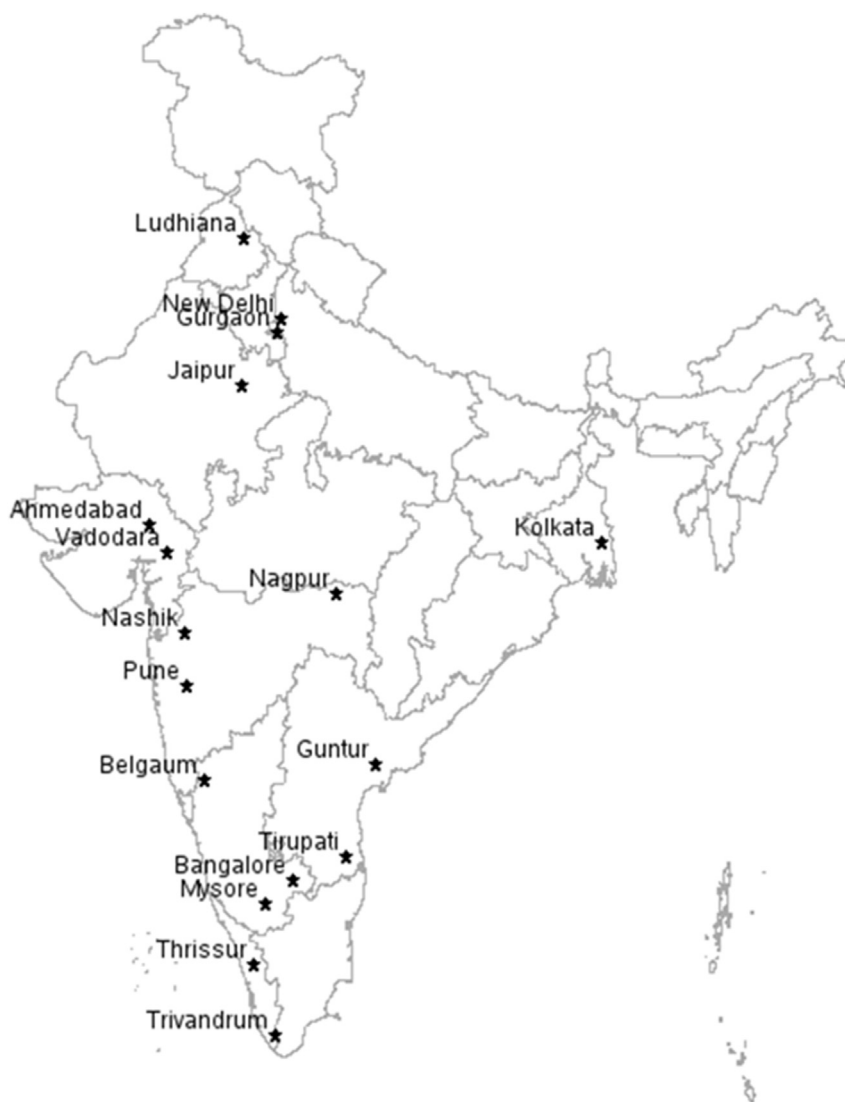 Ludhiana
New Delhi
Gurgaon
Jaipur
Ahmedabad
Vadodara
Kolkata
Nagpur
Nashik
Pune
Guntur
Belgaum
Tirupati
Bangalore
Mysore
Thrissur
Trivandrum